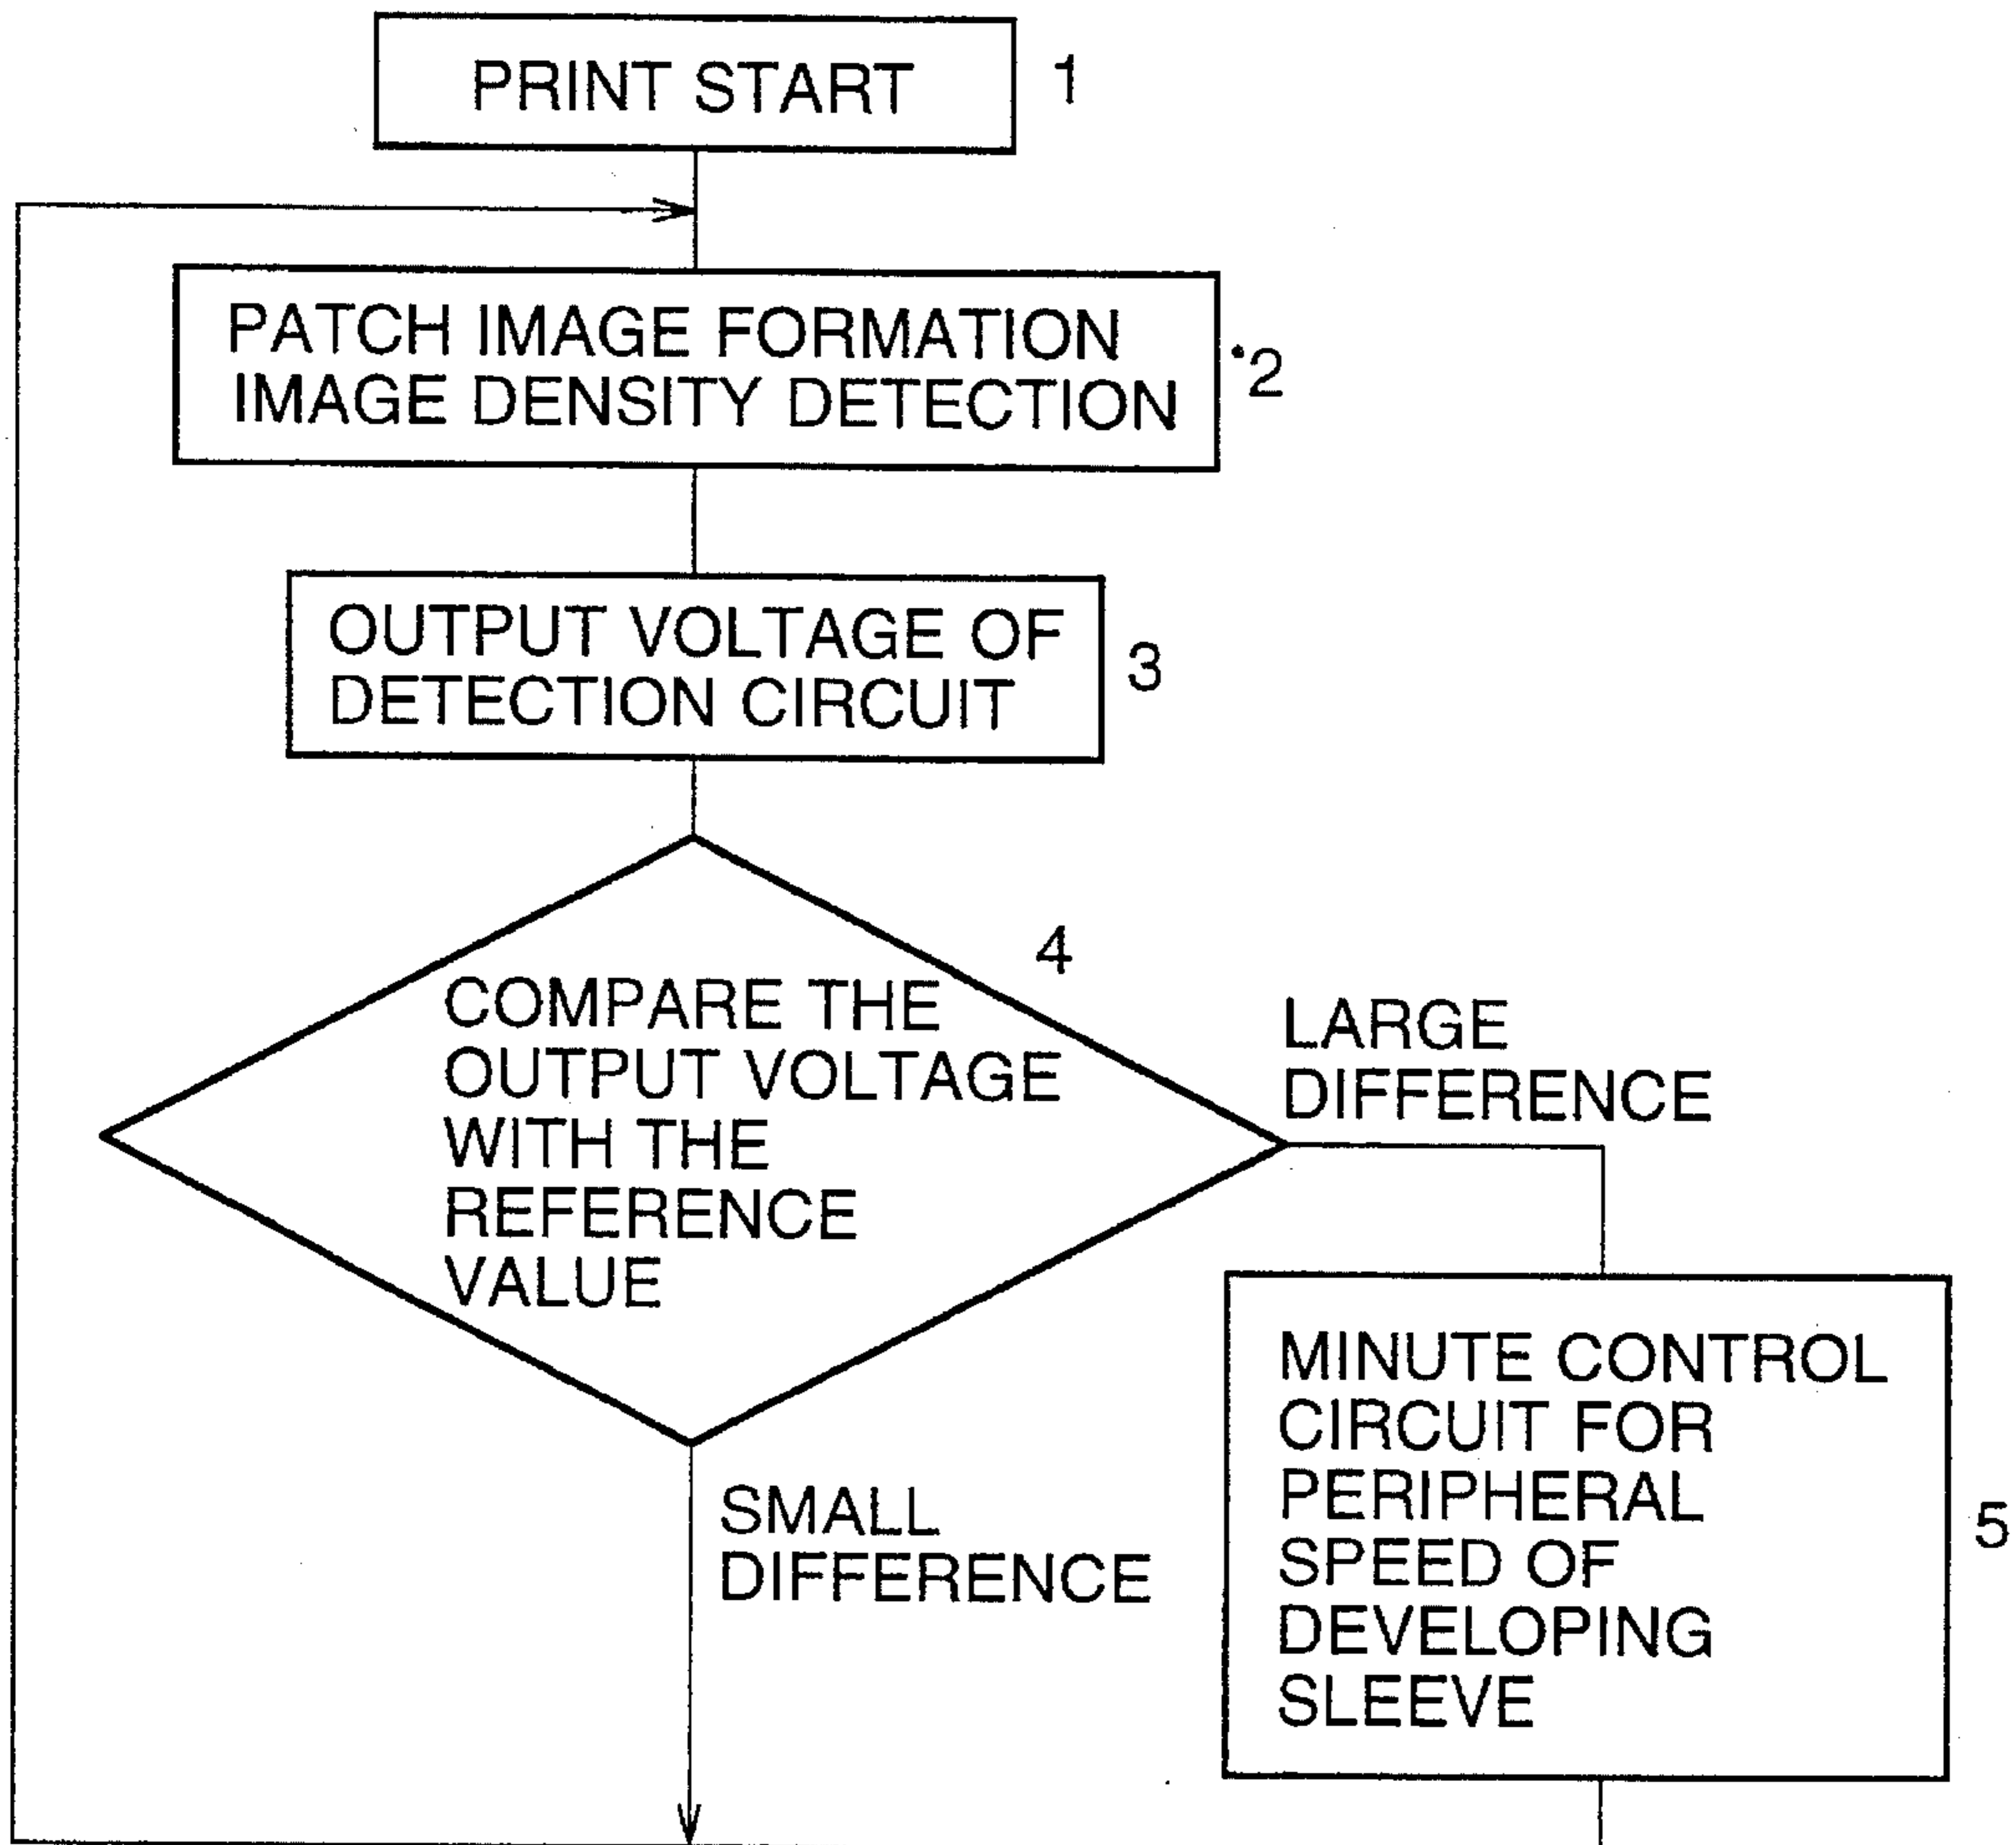 PRINT START
1
PATCH IMAGE FORMATION
IMAGE DENSITY DETECTION
2
OUTPUT VOLTAGE OF
DETECTION CIRCUIT
3
4
COMPARE THE
OUTPUT VOLTAGE
WITH THE
REFERENCE
VALUE
LARGE
DIFFERENCE
SMALL
DIFFERENCE
MINUTE CONTROL
CIRCUIT FOR
PERIPHERAL
SPEED OF
DEVELOPING
SLEEVE
5